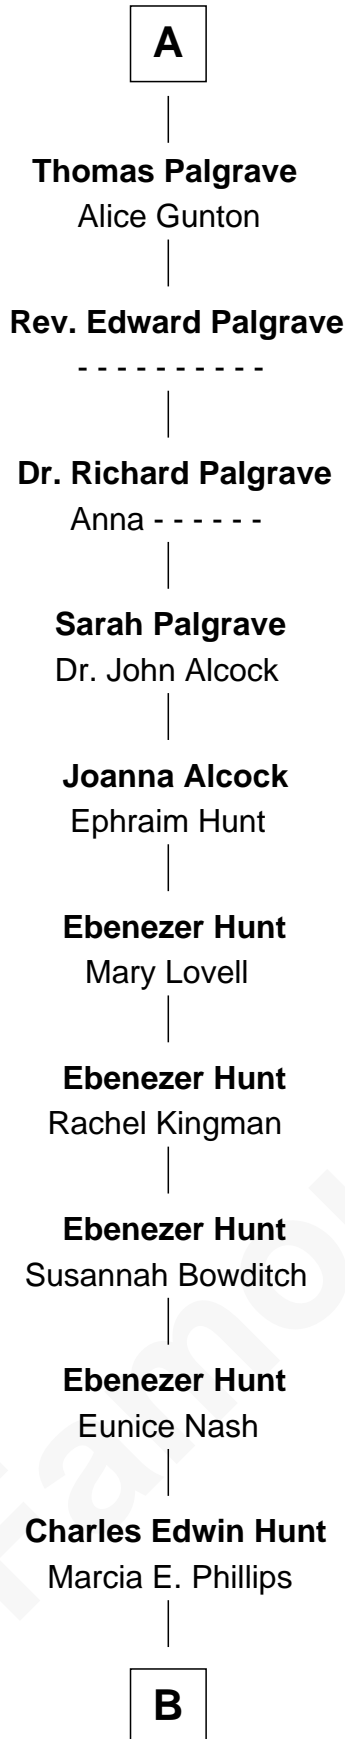 A
Thomas Palgrave
Alice Gunton
Rev. Edward Palgrave
- - - - - - - - - -
Dr. Richard Palgrave
Anna - - - - - -
Sarah Palgrave
Dr. John Alcock
Joanna Alcock
Ephraim Hunt
Ebenezer Hunt
Mary Lovell
Ebenezer Hunt
Rachel Kingman
Ebenezer Hunt
Susannah Bowditch
Ebenezer Hunt
Eunice Nash
Charles Edwin Hunt
Marcia E. Phillips
B